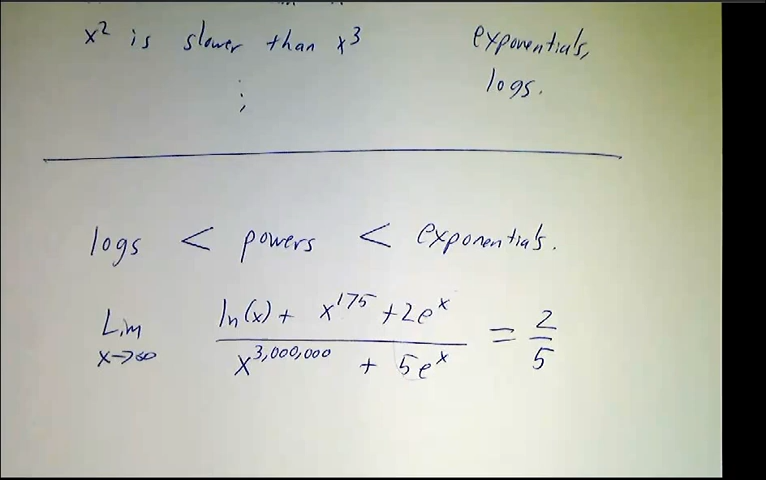 x² is slower than x³
exponentials,
logs.
⋮
logs < powers < exponentials.
Lim x→∞ (ln(x) + x^175 + 2e^x) / (x^3,000,000 + 5e^x) = 2/5